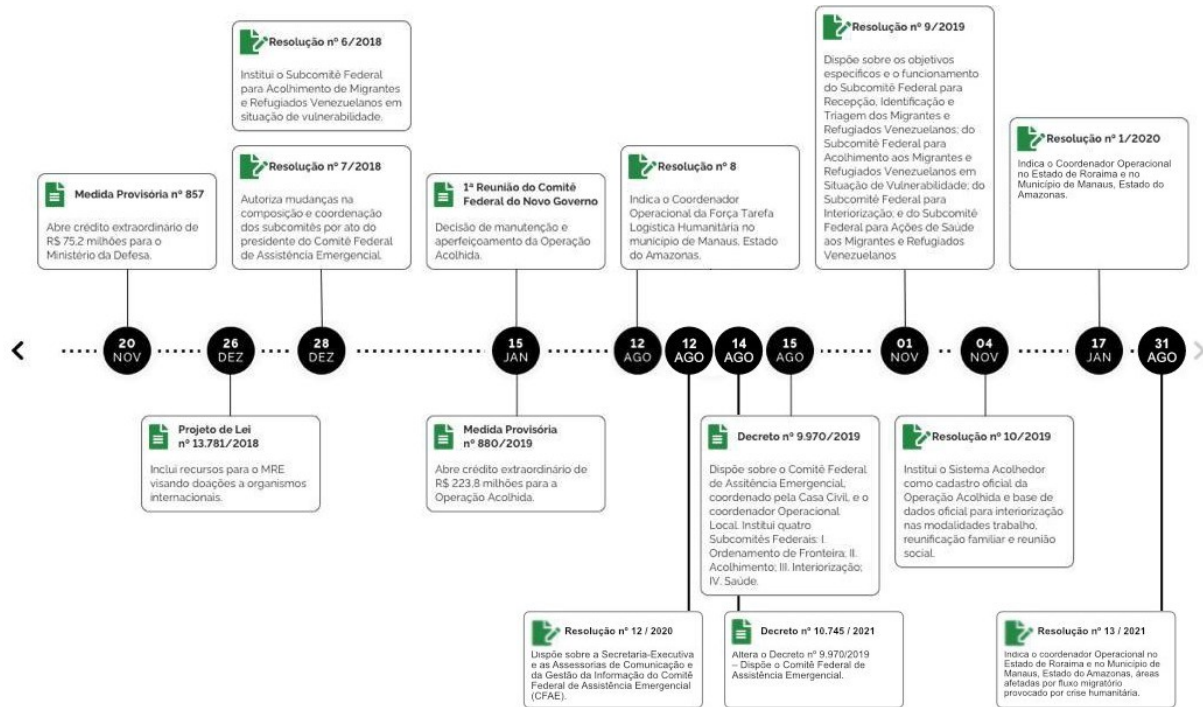 Resolução nº 6/2018
Institui o Subcomitê Federal
para Acolhimento de Migrantes
e Refugiados Venezuelanos em
situação de vulnerabilidade.
Resolução nº 9/2019
Dispõe sobre os objetivos
específicos e o funcionamento
do Subcomitê Federal para
Recepção, Identificação e
Triagem dos Migrantes e
Refugiados Venezuelanos; do
Subcomitê Federal para
Acolhimento aos Migrantes e
Refugiados Venezuelanos em
Situação de Vulnerabilidade; do
Subcomitê Federal para
Interiorização; e do Subcomitê
Federal para Ações de Saúde
aos Migrantes e Refugiados
Venezuelanos
Medida Provisória nº 857
Abre crédito extraordinário de
R$ 75,2 milhões para o
Ministério da Defesa.
Resolução nº 7/2018
Autoriza mudanças na
composição e coordenação
dos subcomitês por ato do
presidente do Comitê Federal
de Assistência Emergencial.
1ª Reunião do Comitê
Federal do Novo Governo
Decisão de manutenção e
aperfeiçoamento da Operação
Acolhida.
Resolução nº 8
Indica o Coordenador
Operacional da Força Tarefa
Logística Humanitária no
município de Manaus, Estado
do Amazonas.
Resolução nº 1/2020
Indica o Coordenador Operacional
no Estado de Roraima e no
Município de Manaus, Estado do
Amazonas.
20
NOV
26
DEZ
28
DEZ
15
JAN
12
AGO
12
AGO
14
AGO
15
AGO
01
NOV
04
NOV
17
JAN
31
AGO
Projeto de Lei
nº 13.781/2018
Inclui recursos para o MRE
visando doações a organismos
internacionais.
Medida Provisória
nº 880/2019
Abre crédito extraordinário de
R$ 223,8 milhões para a
Operação Acolhida.
Decreto nº 9.970/2019
Dispõe sobre o Comitê Federal
de Assitência Emergencial,
coordenado pela Casa Civil, e o
coordenador Operacional
Local. Institui quatro
Subcomitês Federais: I.
Ordenamento de Fronteira; II.
Acolhimento; III. Interiorização;
IV. Saúde.
Resolução nº 10/2019
Institui o Sistema Acolhedor
como cadastro oficial da
Operação Acolhida e base de
dados oficial para interiorização
nas modalidades trabalho,
reunificação familiar e reunião
social.
Resolução nº 12 / 2020
Dispõe sobre a Secretaria-Executiva
e as Assessorias de Comunicação e
da Gestão da Informação do Comitê
Federal de Assistência Emergencial
(CFAE).
Decreto nº 10.745 / 2021
Altera o Decreto nº 9.970/2019
– Dispõe o Comitê Federal de
Assistência Emergencial.
Resolução nº 13 / 2021
Indica o coordenador Operacional no
Estado de Roraima e no Município de
Manaus, Estado do Amazonas, áreas
afetadas por fluxo migratório
provocado por crise humanitária.